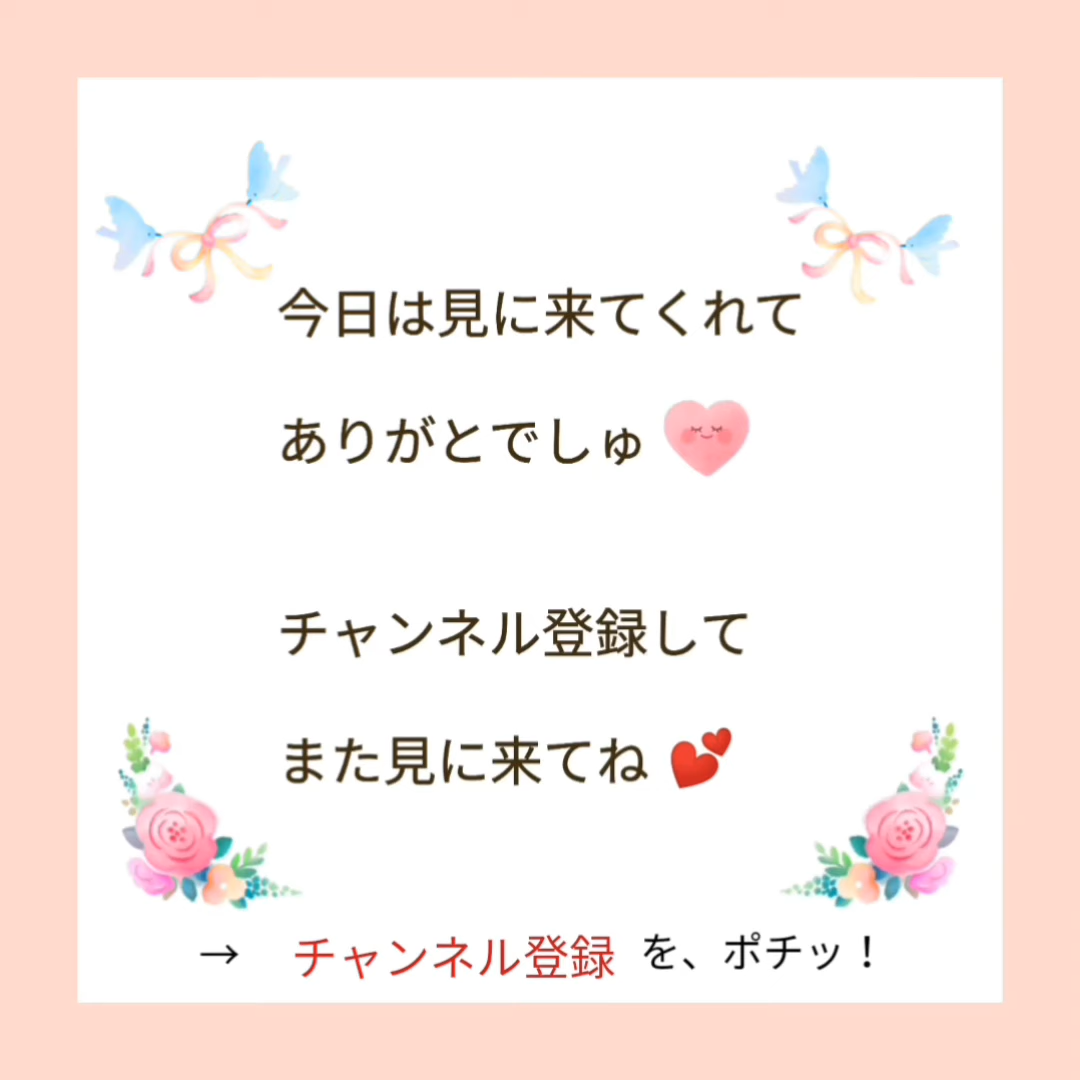 今日は見に来てくれて
ありがとでしゅ
チャンネル登録して
また見に来てね 💕
→ チャンネル登録 を、ポチッ！